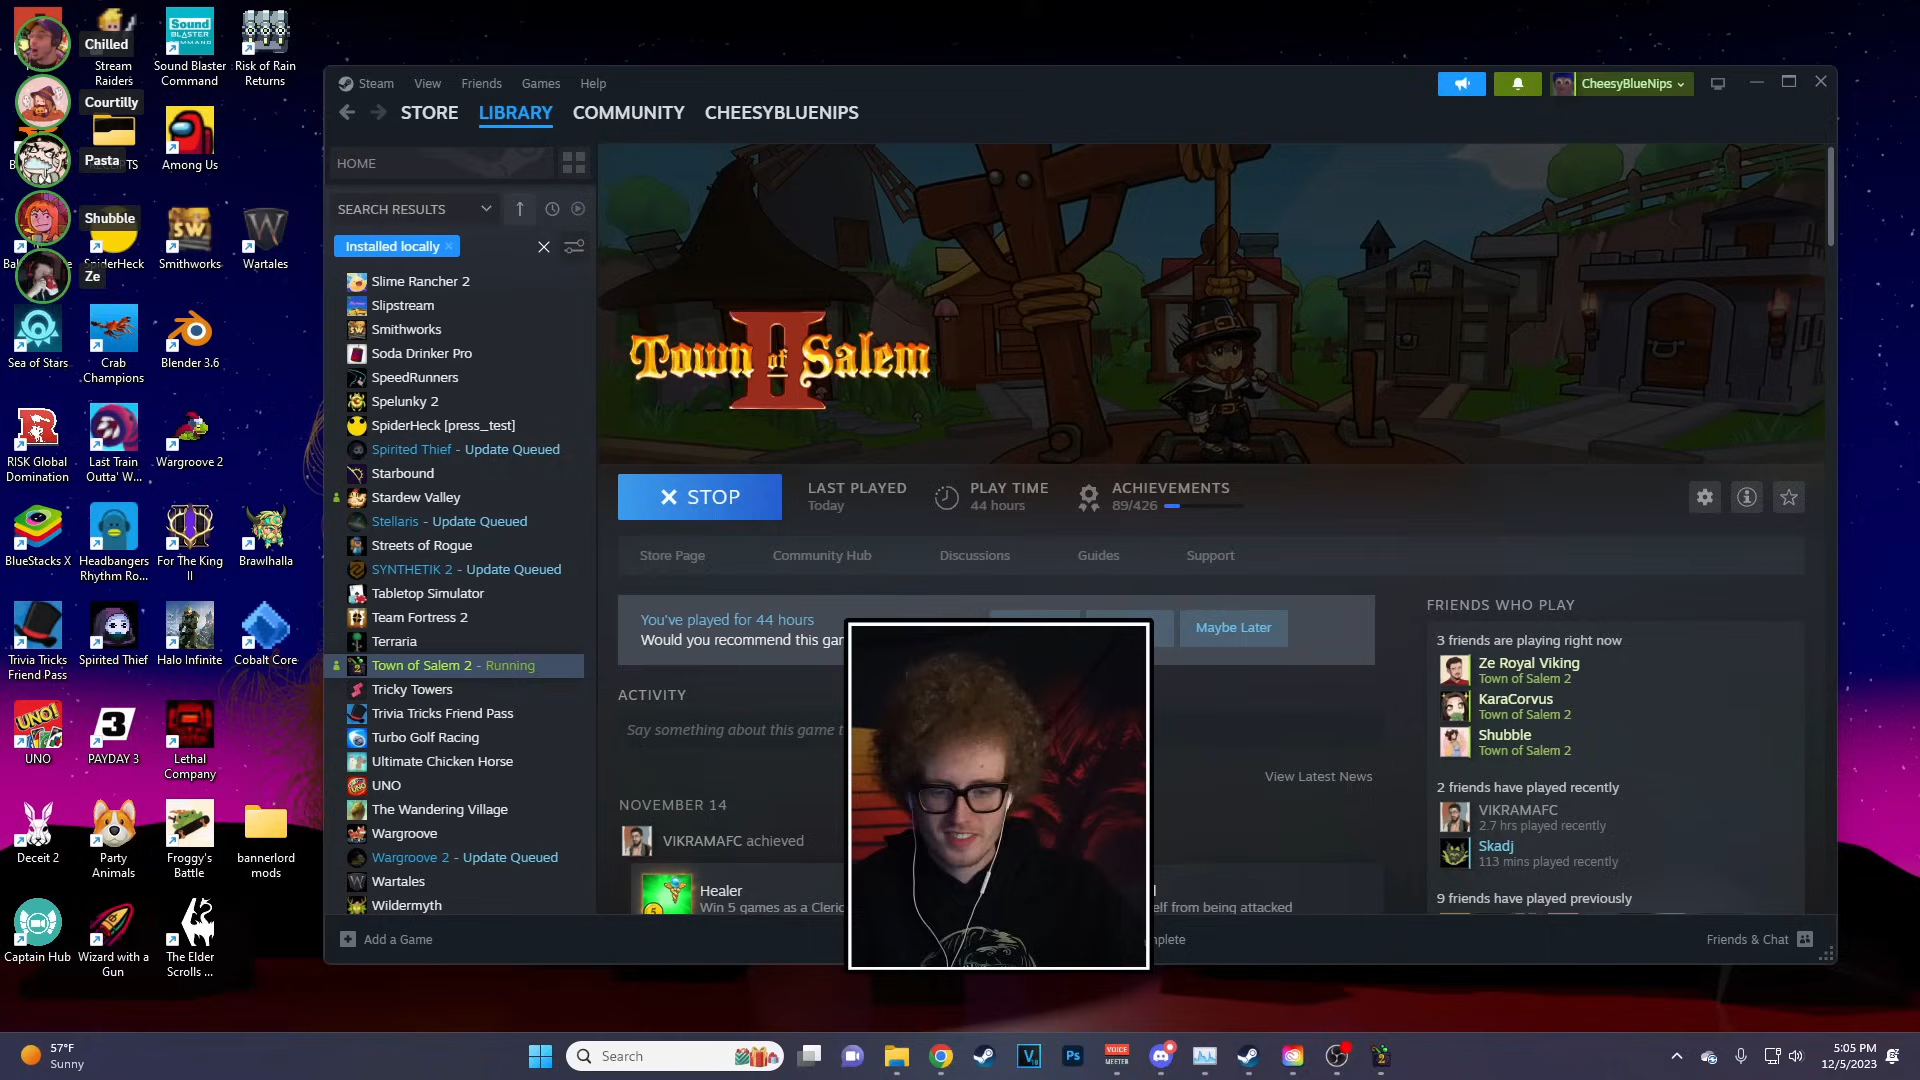 Chilled
Courtilly
Pasta
Shubble
Ze
Stream Raiders
Sound Blaster Command
Risk of Rain Returns
Among Us
SpiderHeck
Smithworks
Wartales
Sea of Stars
Crab Champions
Blender 3.6
RISK Global Domination
Last Train Outta' W...
Wargroove 2
BlueStacks X
Headbangers Rhythm Ro...
For The King II
Brawlhalla
Trivia Tricks Friend Pass
Spirited Thief
Halo Infinite
Cobalt Core
UNO
PAYDAY 3
Lethal Company
Deceit 2
Party Animals
Froggy's Battle
bannerlord mods
Captain Hub
Wizard with a Gun
The Elder Scrolls ...
Steam View Friends Games Help
CheesyBlueNips
STORE LIBRARY COMMUNITY CHEESYBLUENIPS
HOME
SEARCH RESULTS
Installed locally
Slime Rancher 2
Slipstream
Smithworks
Soda Drinker Pro
SpeedRunners
Spelunky 2
SpiderHeck [press_test]
Spirited Thief - Update Queued
Starbound
Stardew Valley
Stellaris - Update Queued
Streets of Rogue
SYNTHETIK 2 - Update Queued
Tabletop Simulator
Team Fortress 2
Terraria
Town of Salem 2 - Running
Tricky Towers
Trivia Tricks Friend Pass
Turbo Golf Racing
Ultimate Chicken Horse
UNO
The Wandering Village
Wargroove
Wargroove 2 - Update Queued
Wartales
Wildermyth
Add a Game
Town of Salem II
STOP
LAST PLAYED
Today
PLAY TIME
44 hours
ACHIEVEMENTS
89/426
Store Page Community Hub Discussions Guides Support
You've played for 44 hours
Would you recommend this gam
Maybe Later
ACTIVITY
Say something about this game t
View Latest News
NOVEMBER 14
VIKRAMAFC achieved
Healer
Win 5 games as a Cleric
elf from being attacked
FRIENDS WHO PLAY
3 friends are playing right now
Ze Royal Viking
Town of Salem 2
KaraCorvus
Town of Salem 2
Shubble
Town of Salem 2
2 friends have played recently
VIKRAMAFC
2.7 hrs played recently
Skadj
113 mins played recently
9 friends have played previously
mplete
Friends & Chat
57°F
Sunny
Search
5:05 PM
12/5/2023